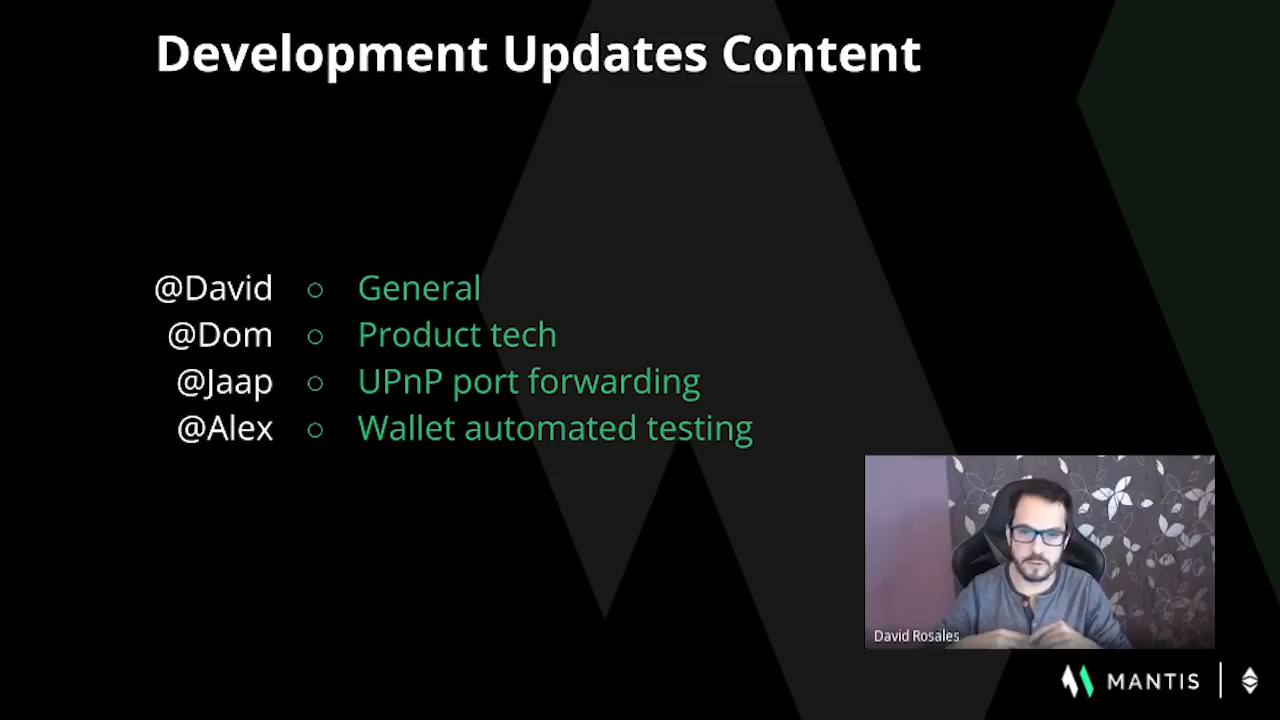 Development Updates Content
@David ○ General
@Dom ○ Product tech
@Jaap ○ UPnP port forwarding
@Alex ○ Wallet automated testing
David Rosales
MANTIS